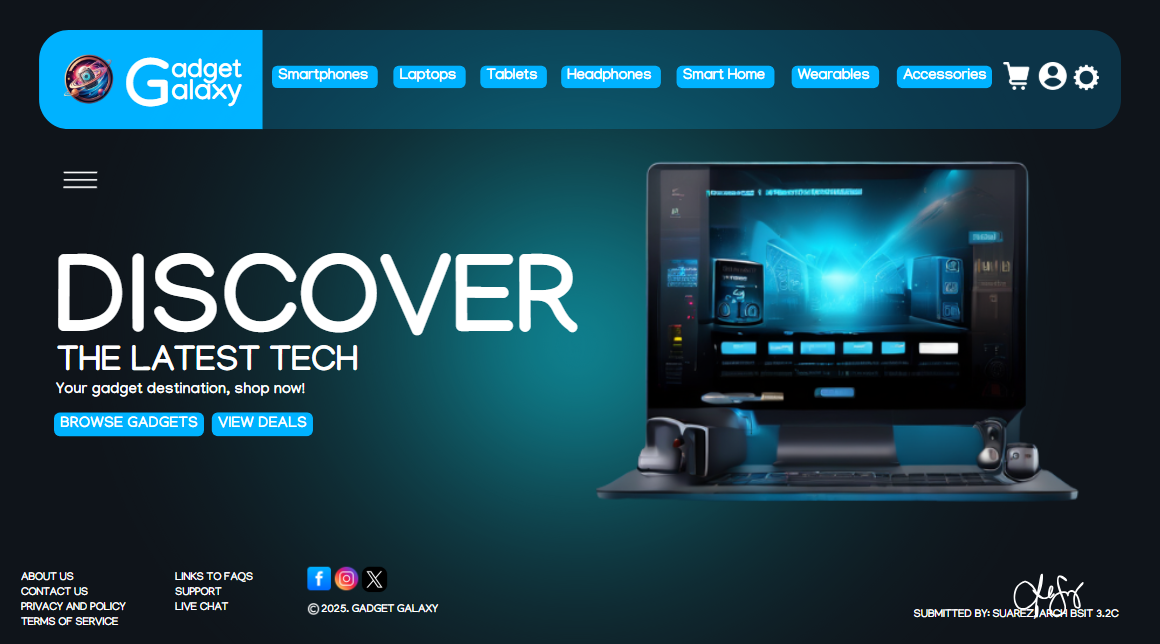 Gadget
Galaxy
Smartphones
Laptops
Tablets
Headphones
Smart Home
Wearables
Accessories
DISCOVER
THE LATEST TECH
Your gadget destination, shop now!
BROWSE GADGETS
VIEW DEALS
ABOUT US
CONTACT US
PRIVACY AND POLICY
TERMS OF SERVICE
LINKS TO FAQS
SUPPORT
LIVE CHAT
© 2025. GADGET GALAXY
SUBMITTED BY: SUAREZ, ARCH BSIT 3.2C